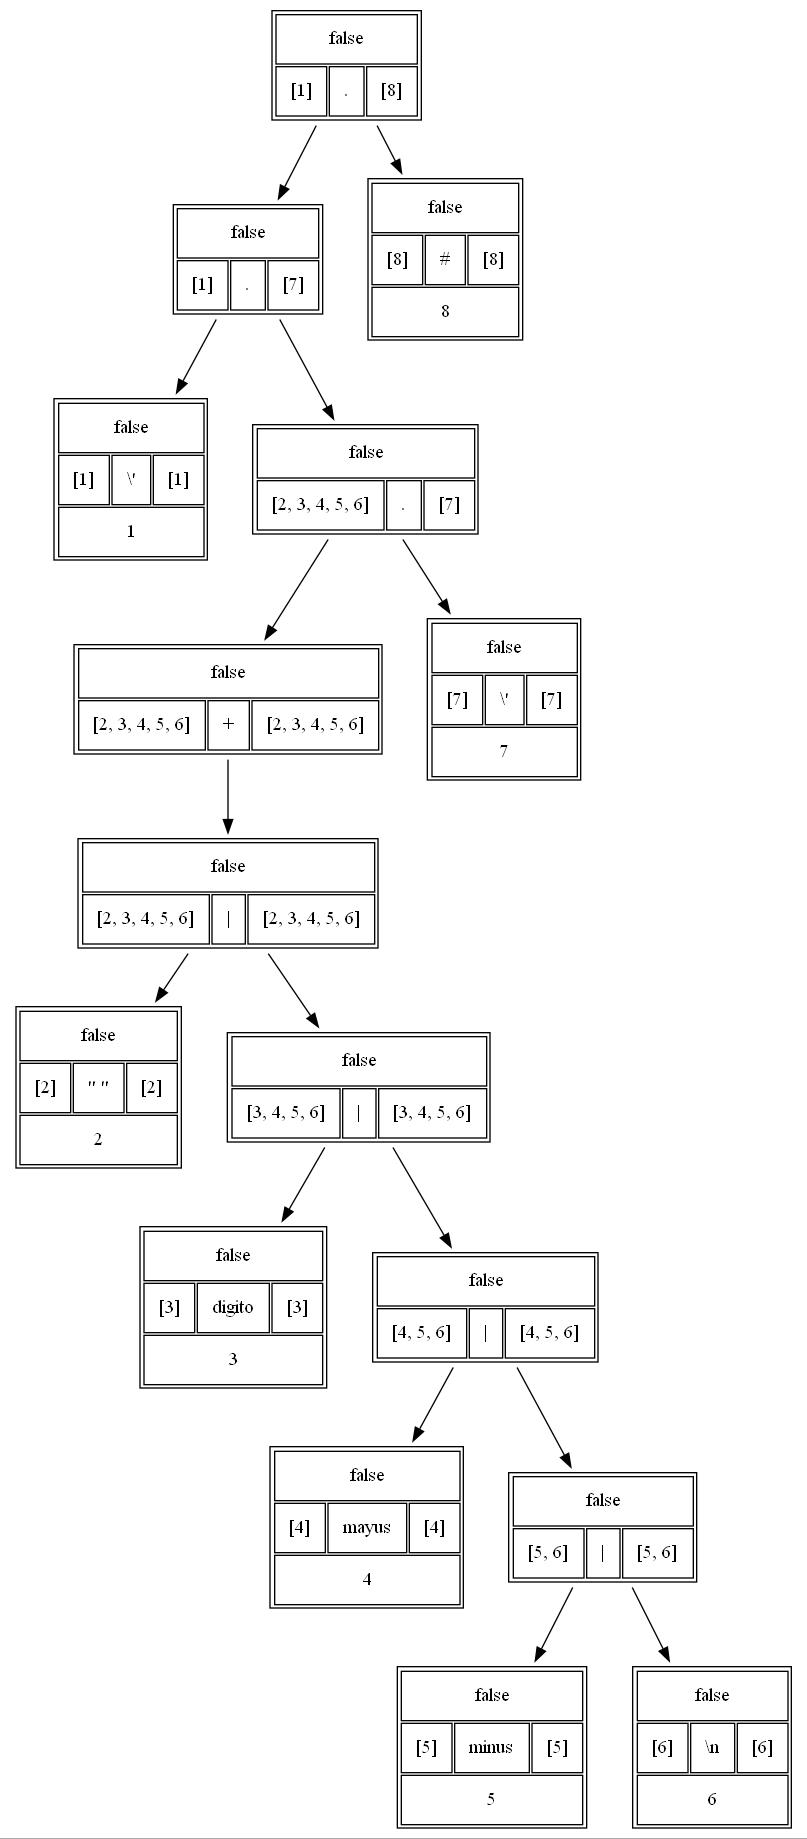 false
[1] . [8]
false
[8] # [8]
8
false
[1] . [7]
false
[1] \' [1]
1
false
[2, 3, 4, 5, 6] . [7]
false
[7] \' [7]
7
false
[2, 3, 4, 5, 6] + [2, 3, 4, 5, 6]
false
[2, 3, 4, 5, 6] | [2, 3, 4, 5, 6]
false
[2] " " [2]
2
false
[3, 4, 5, 6] | [3, 4, 5, 6]
false
[3] digito [3]
3
false
[4, 5, 6] | [4, 5, 6]
false
[4] mayus [4]
4
false
[5, 6] | [5, 6]
false
[5] minus [5]
5
false
[6] \n [6]
6